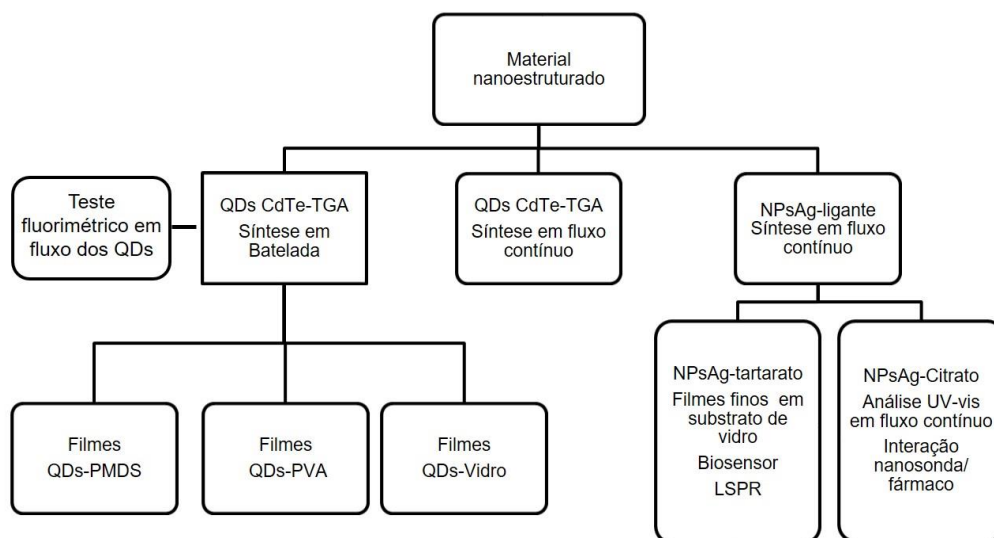 Material
nanoestruturado
Teste
fluorimétrico em
fluxo dos QDs
QDs CdTe-TGA
Síntese em
Batelada
QDs CdTe-TGA
Síntese em fluxo
contínuo
NPsAg-ligante
Síntese em fluxo
contínuo
Filmes
QDs-PMDS
Filmes
QDs-PVA
Filmes
QDs-Vidro
NPsAg-tartarato
Filmes finos em
substrato de
vidro
Biosensor
LSPR
NPsAg-Citrato
Análise UV-vis
em fluxo contínuo
Interação
nanosonda/
fármaco